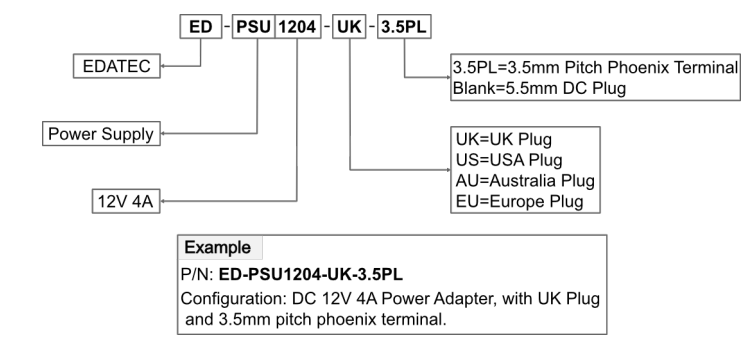 ED - PSU 1204 - UK - 3.5PL
EDATEC
3.5PL=3.5mm Pitch Phoenix Terminal
Blank=5.5mm DC Plug
Power Supply
UK=UK Plug
US=USA Plug
AU=Australia Plug
EU=Europe Plug
12V 4A
Example
P/N: ED-PSU1204-UK-3.5PL
Configuration: DC 12V 4A Power Adapter, with UK Plug
and 3.5mm pitch phoenix terminal.